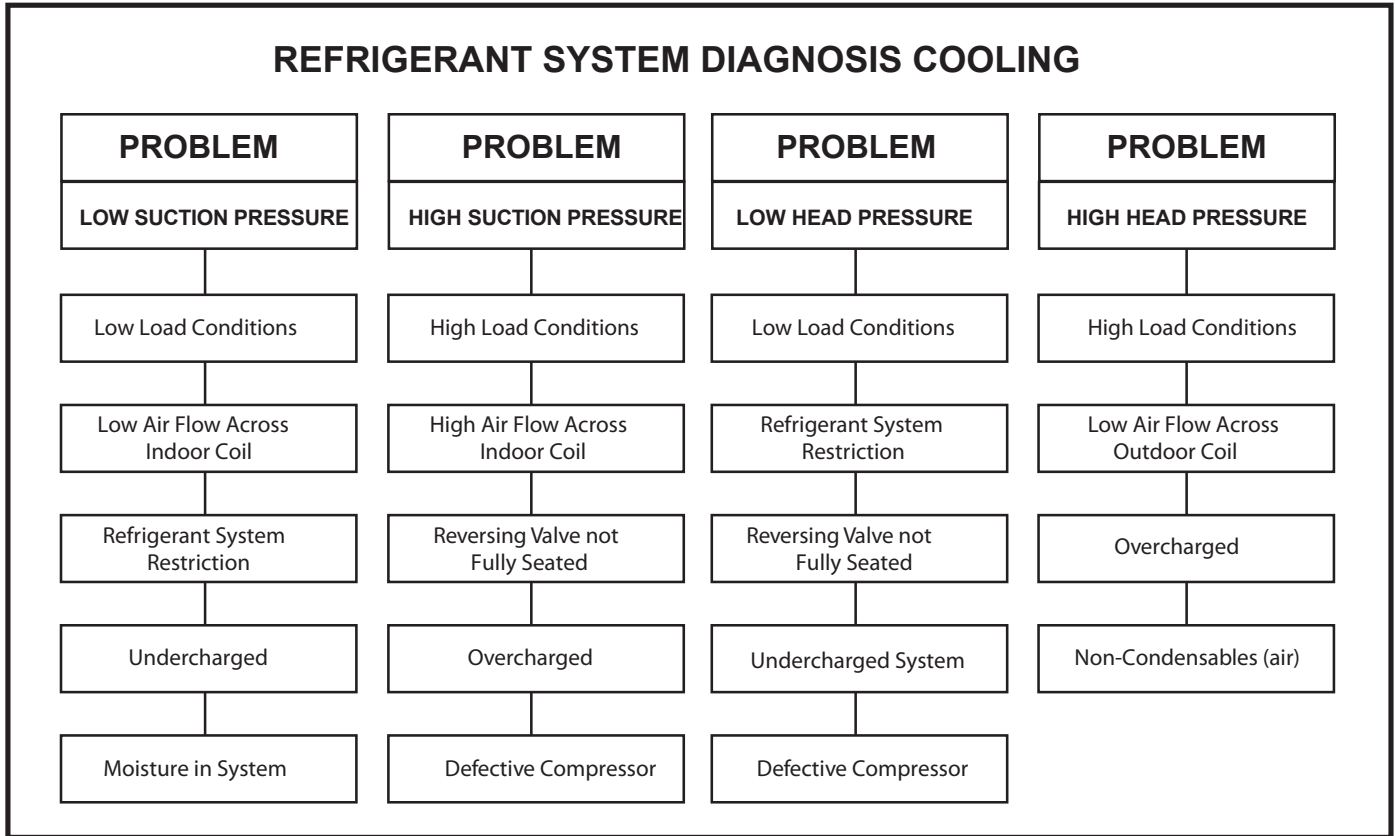 REFRIGERANT SYSTEM DIAGNOSIS COOLING
PROBLEM
LOW SUCTION PRESSURE
Low Load Conditions
Low Air Flow Across
Indoor Coil
Refrigerant System
Restriction
Undercharged
Moisture in System
PROBLEM
HIGH SUCTION PRESSURE
High Load Conditions
High Air Flow Across
Indoor Coil
Reversing Valve not
Fully Seated
Overcharged
Defective Compressor
PROBLEM
LOW HEAD PRESSURE
Low Load Conditions
Refrigerant System
Restriction
Reversing Valve not
Fully Seated
Undercharged System
Defective Compressor
PROBLEM
HIGH HEAD PRESSURE
High Load Conditions
Low Air Flow Across
Outdoor Coil
Overcharged
Non-Condensables (air)